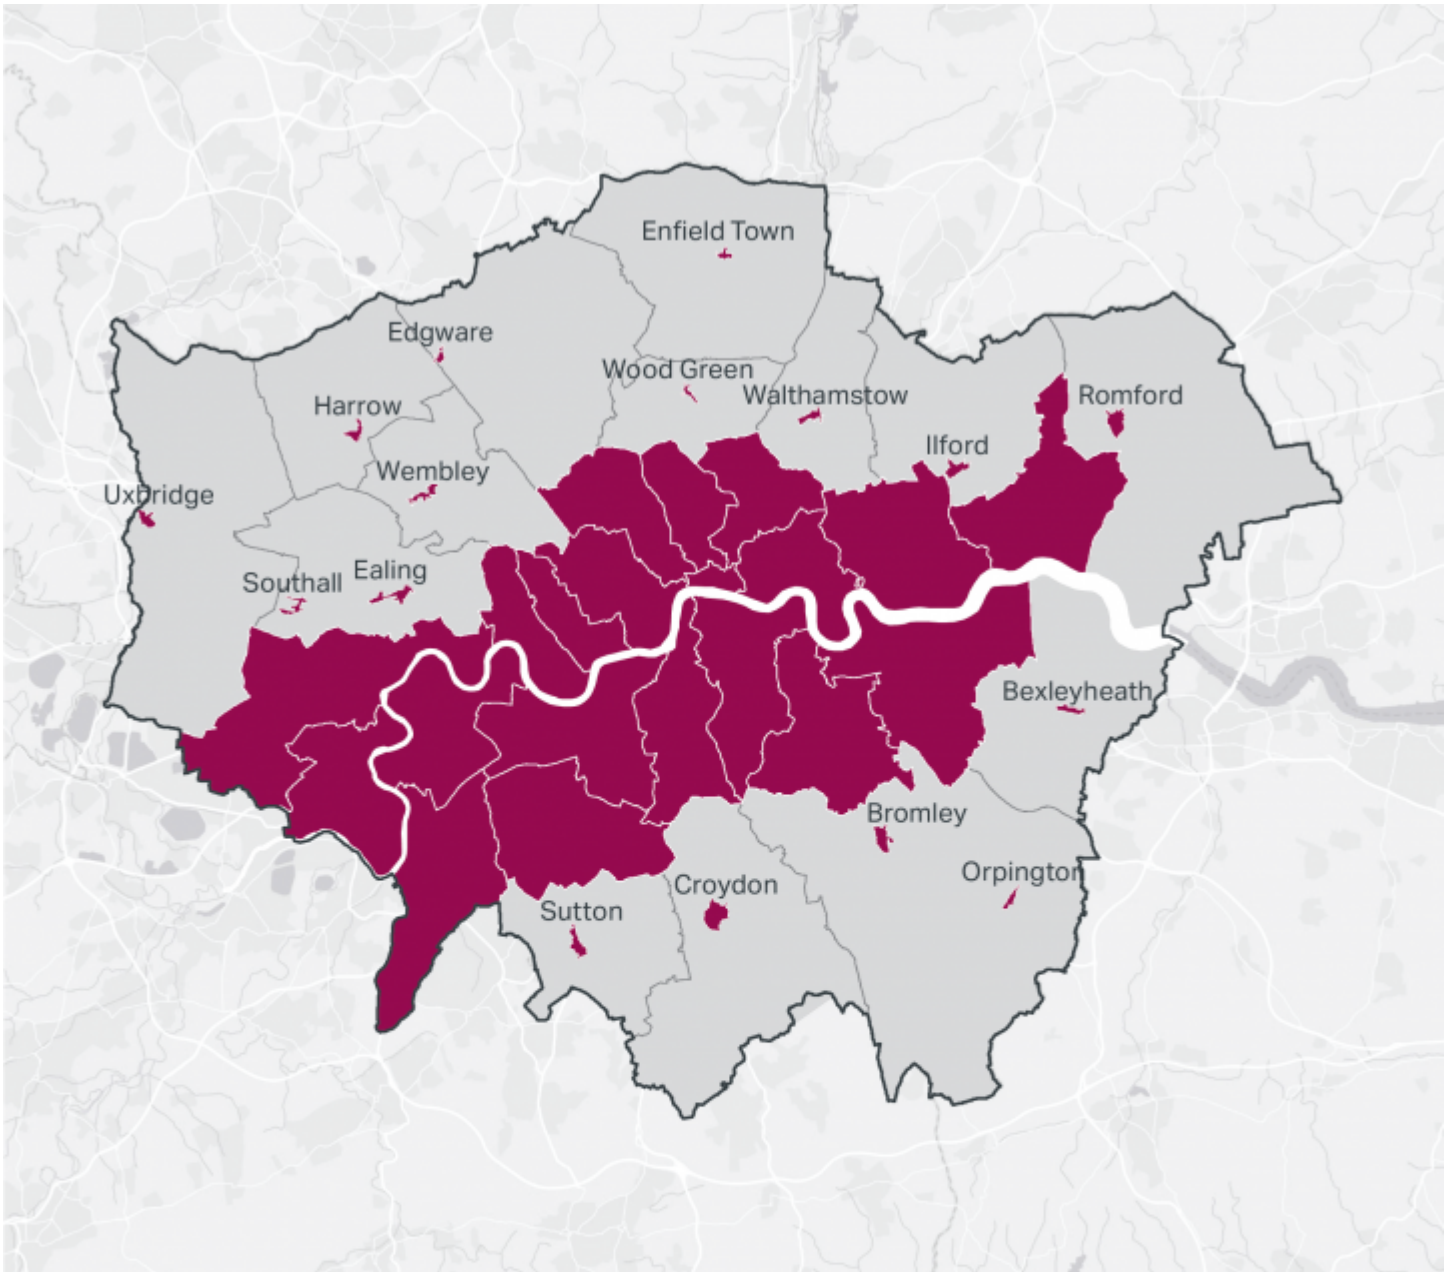 Enfield Town
Edgware
Wood Green
Walthamstow
Romford
Harrow
Ilford
Wembley
Uxbridge
Ealing
Southall
Bexleyheath
Bromley
Orpington
Croydon
Sutton